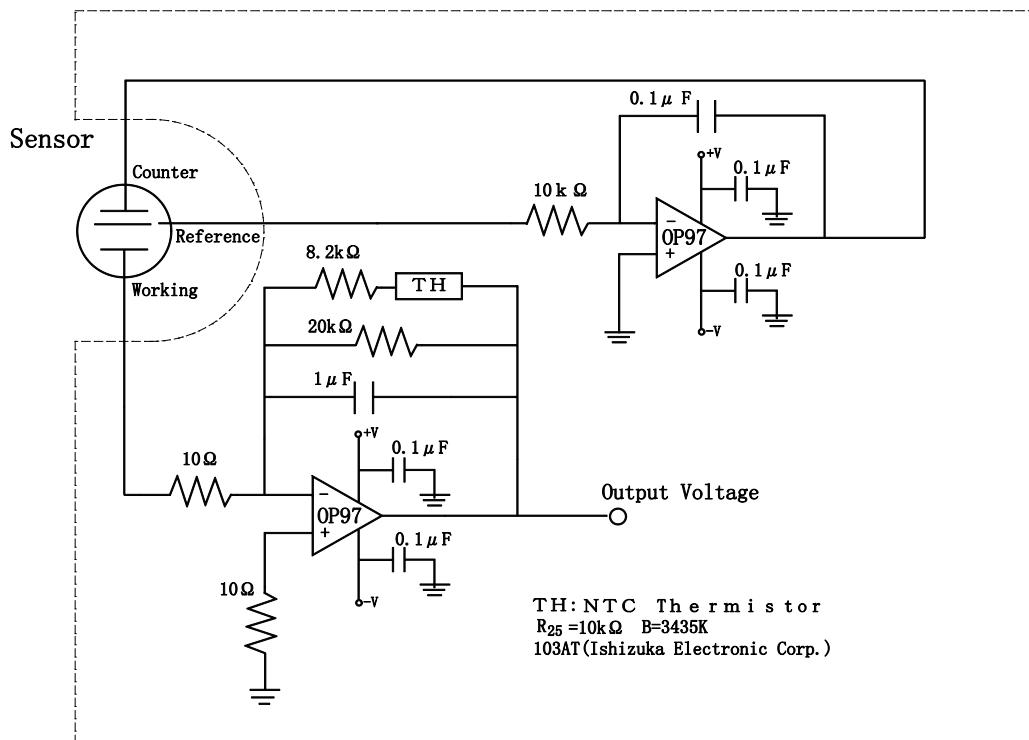 0.1μF
Sensor
Counter
+V
0.1μF
10kΩ
−
Reference
OP97
+
8.2kΩ
0.1μF
TH
Working
20kΩ
−V
1μF
+V
0.1μF
10Ω
−
Output Voltage
OP97
+
0.1μF
10Ω
−V
TH:NTC Thermistor
R25=10kΩ B=3435K
103AT(Ishizuka Electronic Corp.)